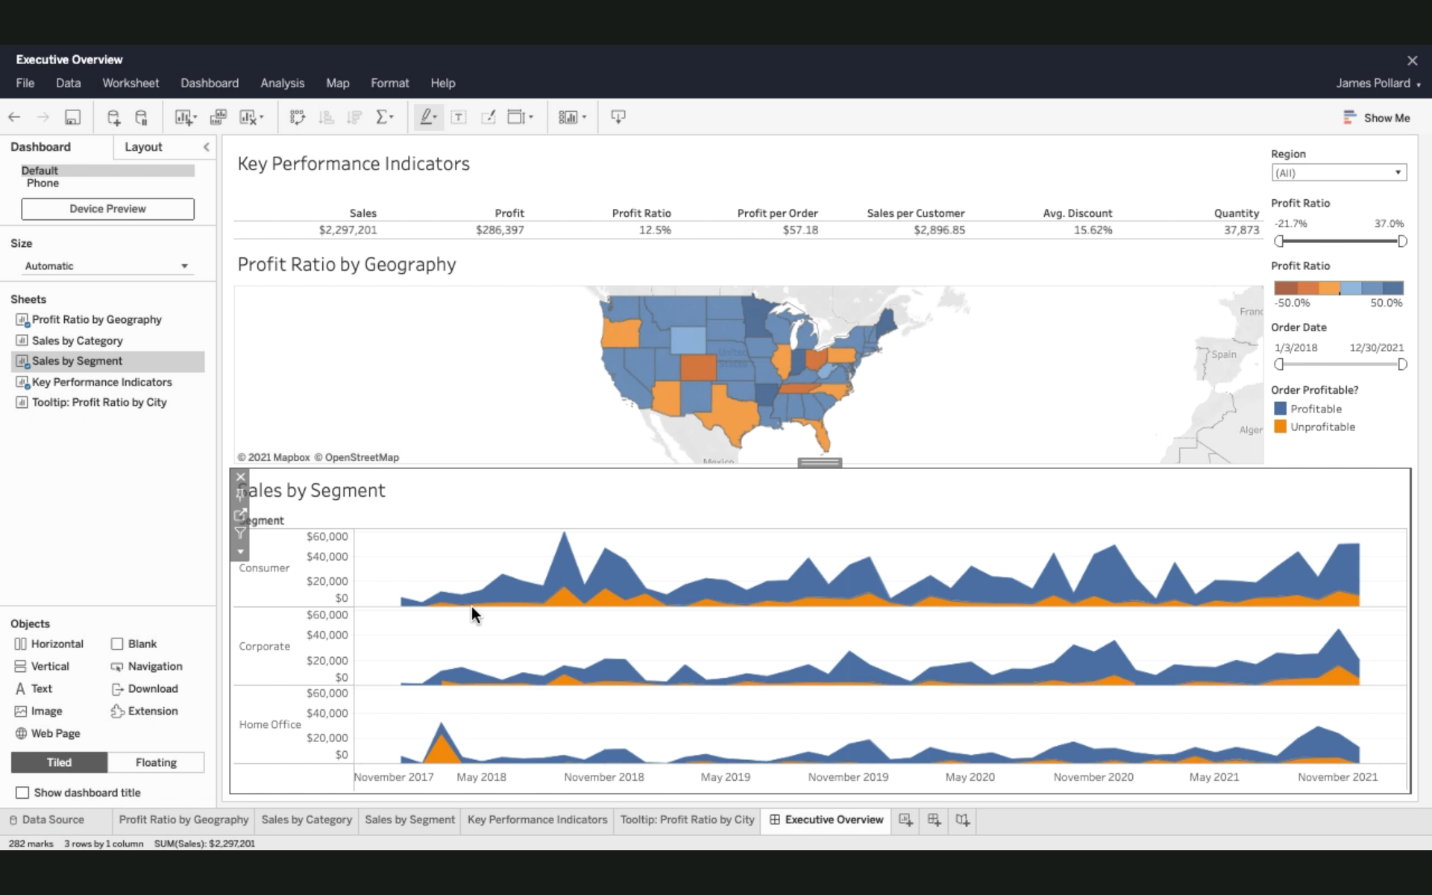 Executive Overview
File Data Worksheet Dashboard Analysis Map Format Help
James Pollard
Show Me
Dashboard Layout
Default
Phone
Device Preview
Size
Automatic
Sheets
Profit Ratio by Geography
Sales by Category
Sales by Segment
Key Performance Indicators
Tooltip: Profit Ratio by City
Objects
Horizontal Blank
Vertical Navigation
Text Download
Image Extension
Web Page
Tiled Floating
Show dashboard title
Key Performance Indicators
Sales Profit Profit Ratio Profit per Order Sales per Customer Avg. Discount Quantity
$2,297,201 $286,397 12.5% $57.18 $2,896.85 15.62% 37,873
Profit Ratio by Geography
United
States
Mexico
Franc
Spain
Alger
© 2021 Mapbox © OpenStreetMap
Region
(All)
Profit Ratio
-21.7% 37.0%
Profit Ratio
-50.0% 50.0%
Order Date
1/3/2018 12/30/2021
Order Profitable?
Profitable
Unprofitable
Sales by Segment
Segment
Consumer
$60,000
$40,000
$20,000
$0
Corporate
$60,000
$40,000
$20,000
$0
Home Office
$60,000
$40,000
$20,000
$0
November 2017 May 2018 November 2018 May 2019 November 2019 May 2020 November 2020 May 2021 November 2021
Data Source Profit Ratio by Geography Sales by Category Sales by Segment Key Performance Indicators Tooltip: Profit Ratio by City Executive Overview
282 marks 3 rows by 1 column SUM(Sales): $2,297,201